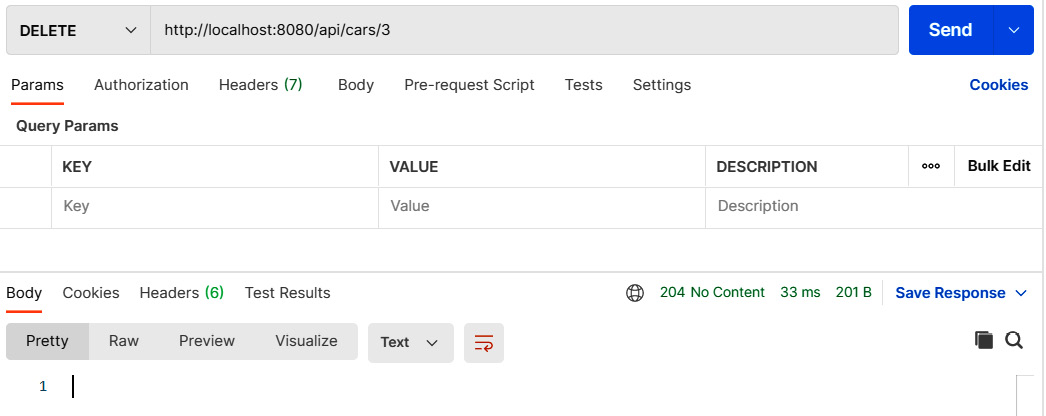 DELETE http://localhost:8080/api/cars/3 Send
Params Authorization Headers (7) Body Pre-request Script Tests Settings Cookies
Query Params
KEY VALUE DESCRIPTION ooo Bulk Edit
Key Value Description
Body Cookies Headers (6) Test Results 204 No Content 33 ms 201 B Save Response
Pretty Raw Preview Visualize Text
1